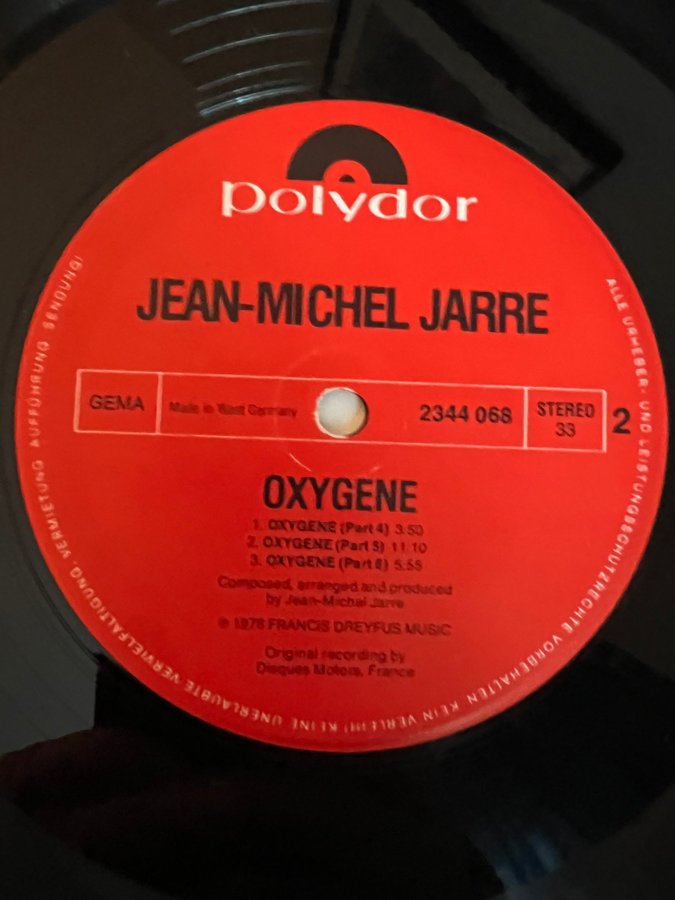 polydor
JEAN-MICHEL JARRE
GEMA
Made in West Germany
2344 068
STEREO
33
2
OXYGENE
1. OXYGENE (Part 4) 3.50
2. OXYGENE (Part 5) 11.10
3. OXYGENE (Part 6) 5.58
Composed, arranged and produced
by Jean-Michel Jarre
℗ 1976 FRANCIS DREYFUS MUSIC
Original recording by
Disques Motors, France
ALLE URHEBER- UND LEISTUNGSSCHUTZRECHTE VORBEHALTEN KEIN VERLEIH! KEINE UNERLAUBTE VERVIELFÄLTIGUNG, VERMIETUNG, AUFFÜHRUNG, SENDUNG!